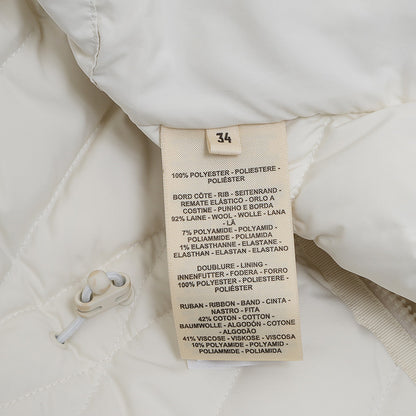 34
100% POLYESTER - POLIESTERE -
POLIÉSTER
BORD CÔTE - RIB - SEITENRAND -
REMATE ELÁSTICO - ORLO A
COSTINE - PUNHO E BORDA
92% LAINE - WOOL - WOLLE - LANA
- LÃ
7% POLYAMIDE - POLYAMID -
POLIAMMIDE - POLIAMIDA
1% ELASTHANNE - ELASTANE -
ELASTHAN - ELASTAN - ELASTANO
DOUBLURE - LINING -
INNENFUTTER - FODERA - FORRO
100% POLYESTER - POLIESTERE -
POLIÉSTER
RUBAN - RIBBON - BAND - CINTA -
NASTRO - FITA
42% COTON - COTTON -
BAUMWOLLE - ALGODÓN - COTONE
- ALGODÃO
41% VISCOSE - VISKOSE - VISCOSA
10% POLYAMIDE - POLYAMID -
POLIAMMIDE - POLIAMIDA